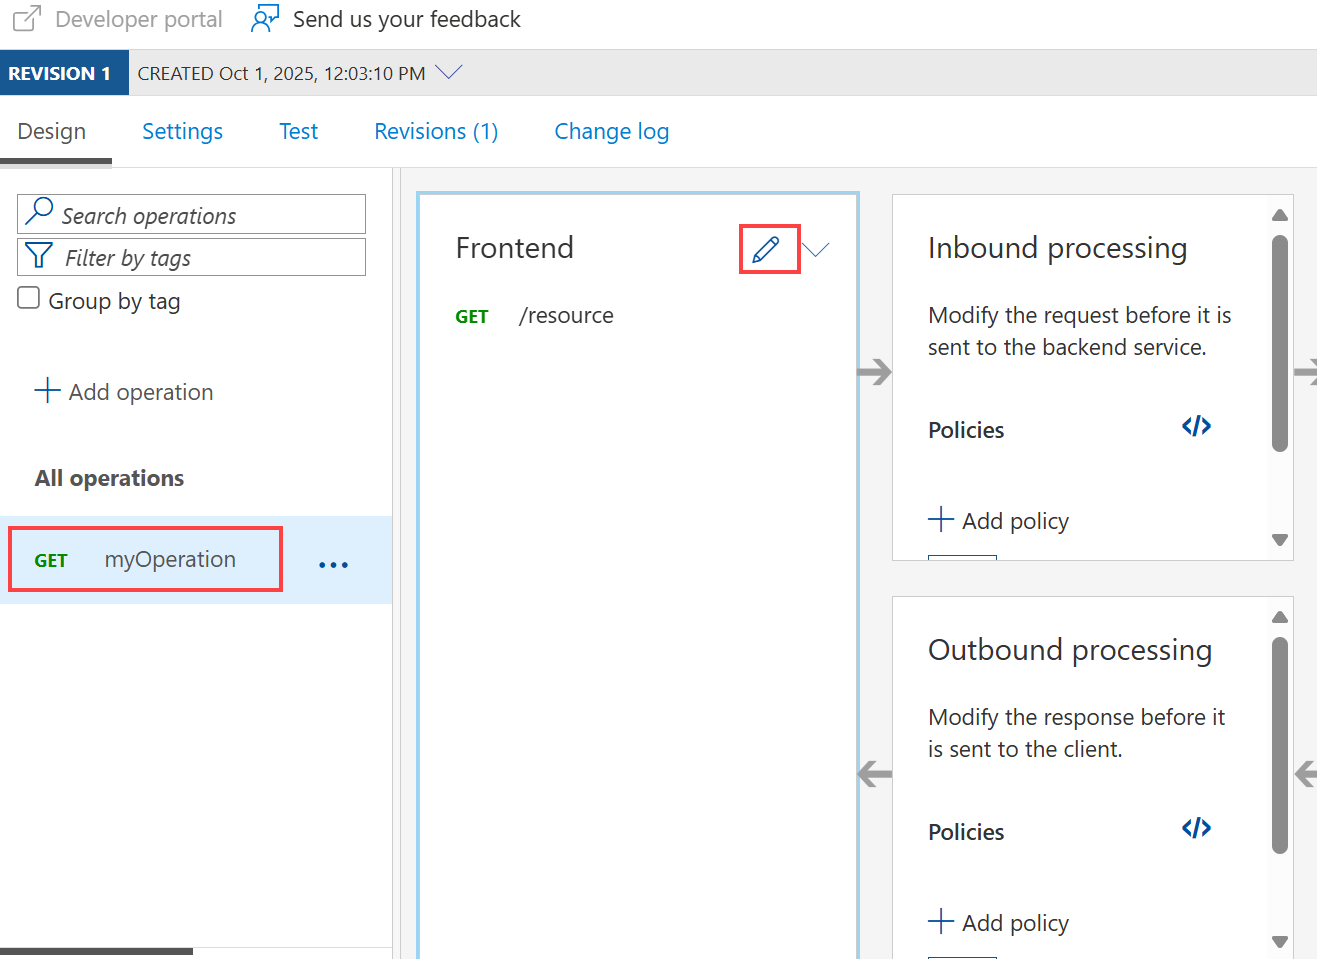 Developer portal
Send us your feedback
REVISION 1
CREATED Oct 1, 2025, 12:03:10 PM
Design
Settings
Test
Revisions (1)
Change log
Search operations
Filter by tags
Group by tag
Add operation
All operations
GET myOperation
Frontend
GET /resource
Inbound processing
Modify the request before it is
sent to the backend service.
Policies
</>
Add policy
Outbound processing
Modify the response before it
is sent to the client.
Policies
</>
Add policy